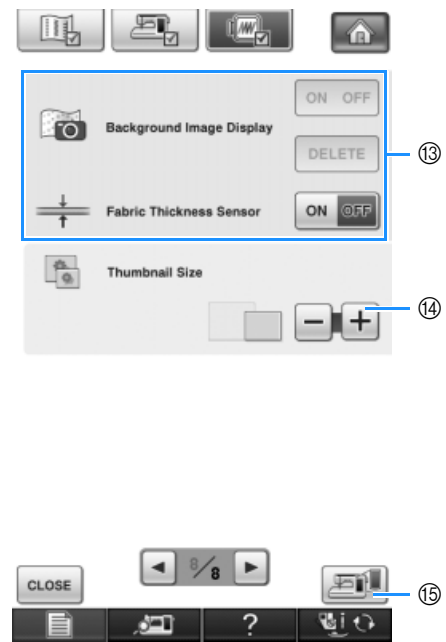 ON OFF
Background Image Display
DELETE
⑬
Fabric Thickness Sensor
ON OFF
Thumbnail Size
− +
⑭
CLOSE
8/8
⑮
?
i